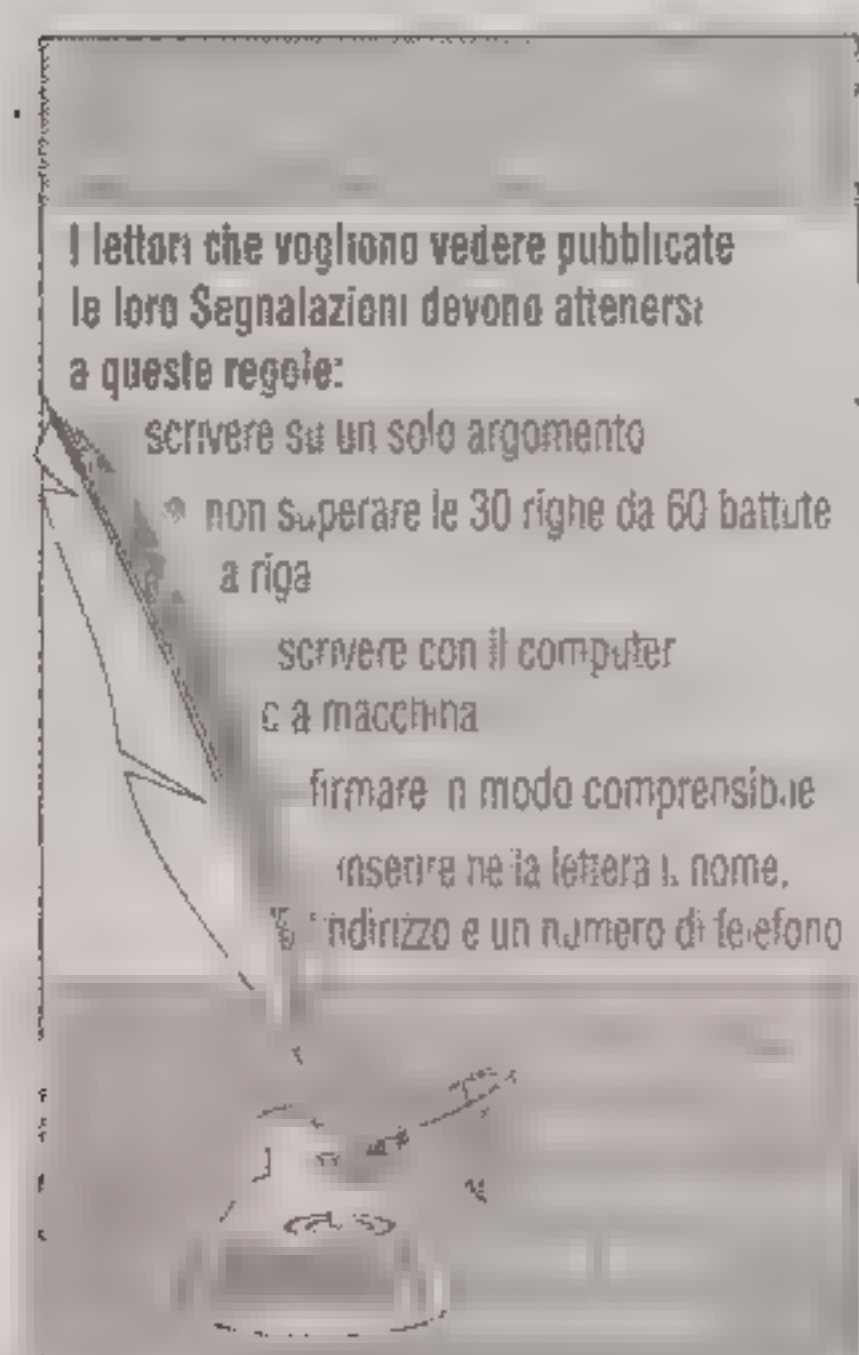 I lettori che vogliono vedere pubblicate
le loro Segnalazioni devono attenersi
a queste regole:
scrivere su un solo argomento
non superare le 30 righe da 60 battute
a riga
scrivere con il computer
o a macchina
firmare in modo comprensibile
inserire nella lettera il nome,
indirizzo e un numero di telefono